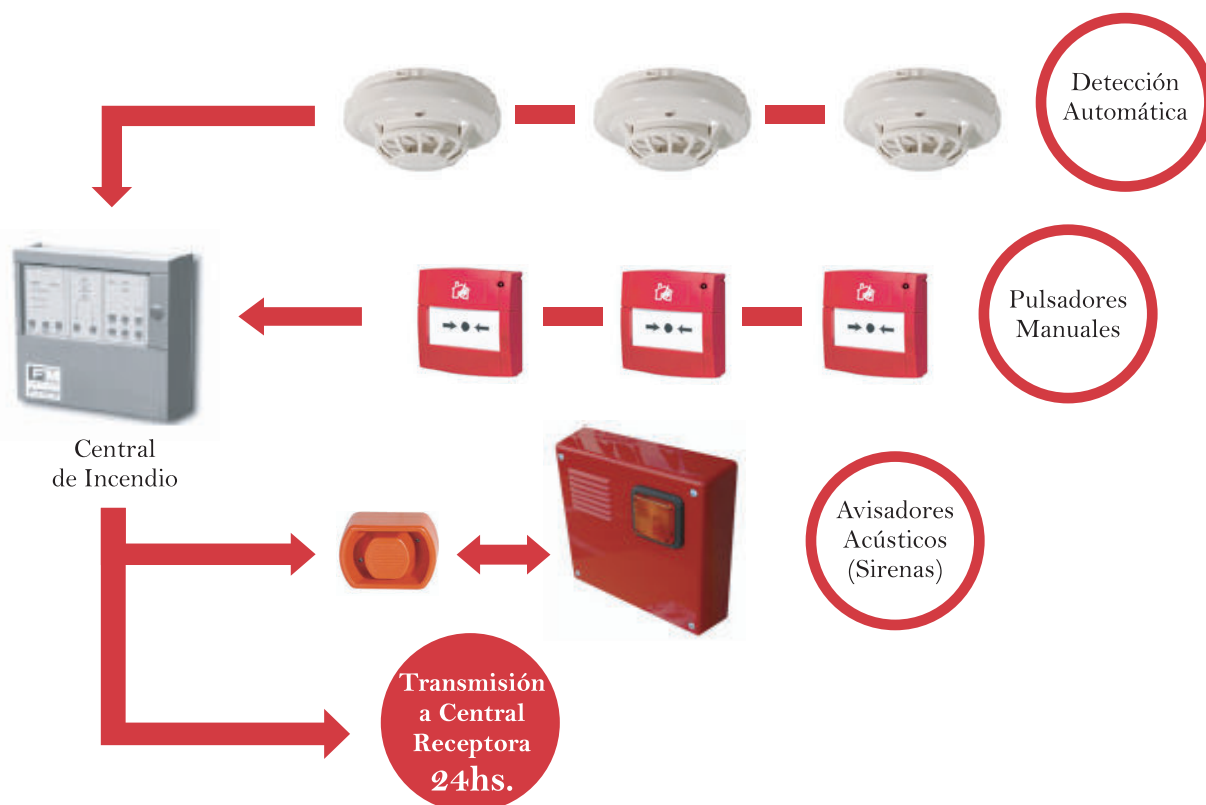 Detección
Automática
Pulsadores
Manuales
Central
de Incendio
Avisadores
Acústicos
(Sirenas)
Transmisión
a Central
Receptora
24hs.